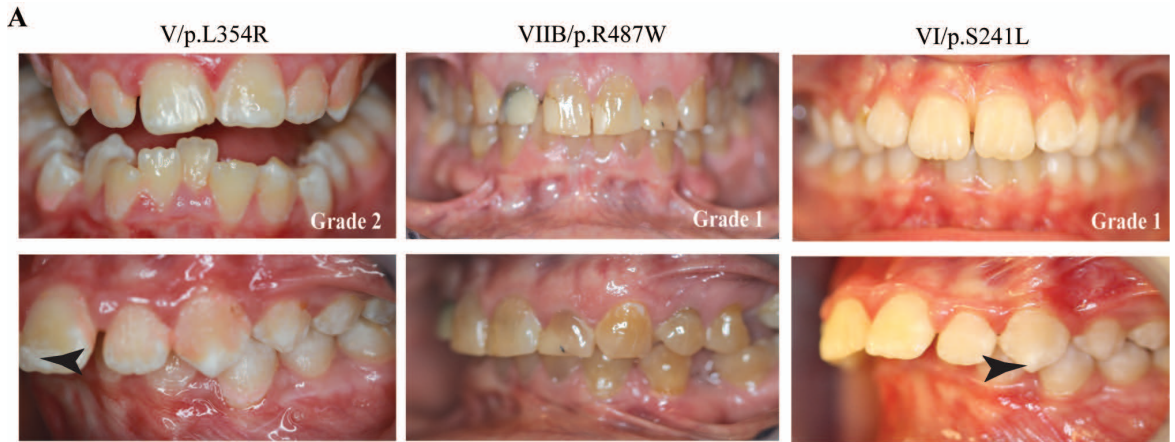 A
V/p.L354R
VIIB/p.R487W
VI/p.S241L
Grade 2
Grade 1
Grade 1